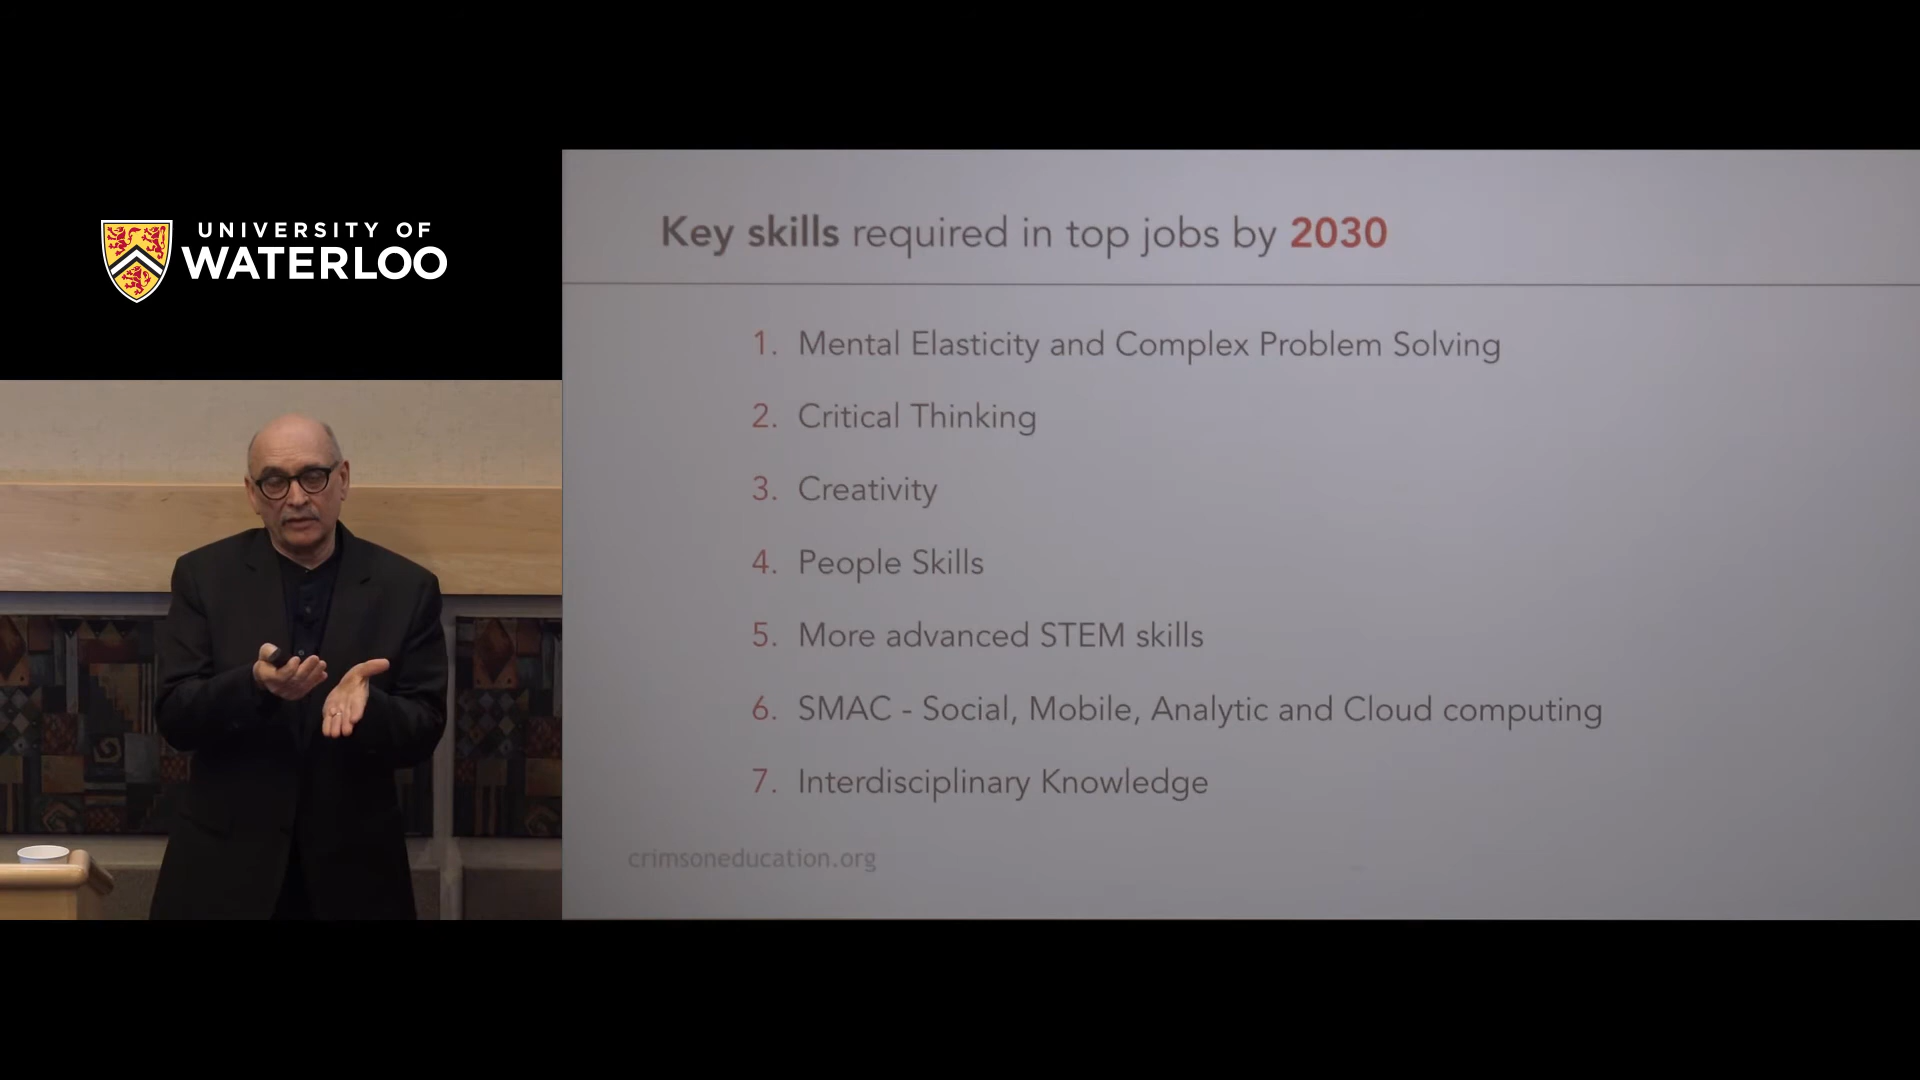 UNIVERSITY OF
WATERLOO
Key skills required in top jobs by 2030
1. Mental Elasticity and Complex Problem Solving
2. Critical Thinking
3. Creativity
4. People Skills
5. More advanced STEM skills
6. SMAC - Social, Mobile, Analytic and Cloud computing
7. Interdisciplinary Knowledge
crimsoneducation.org